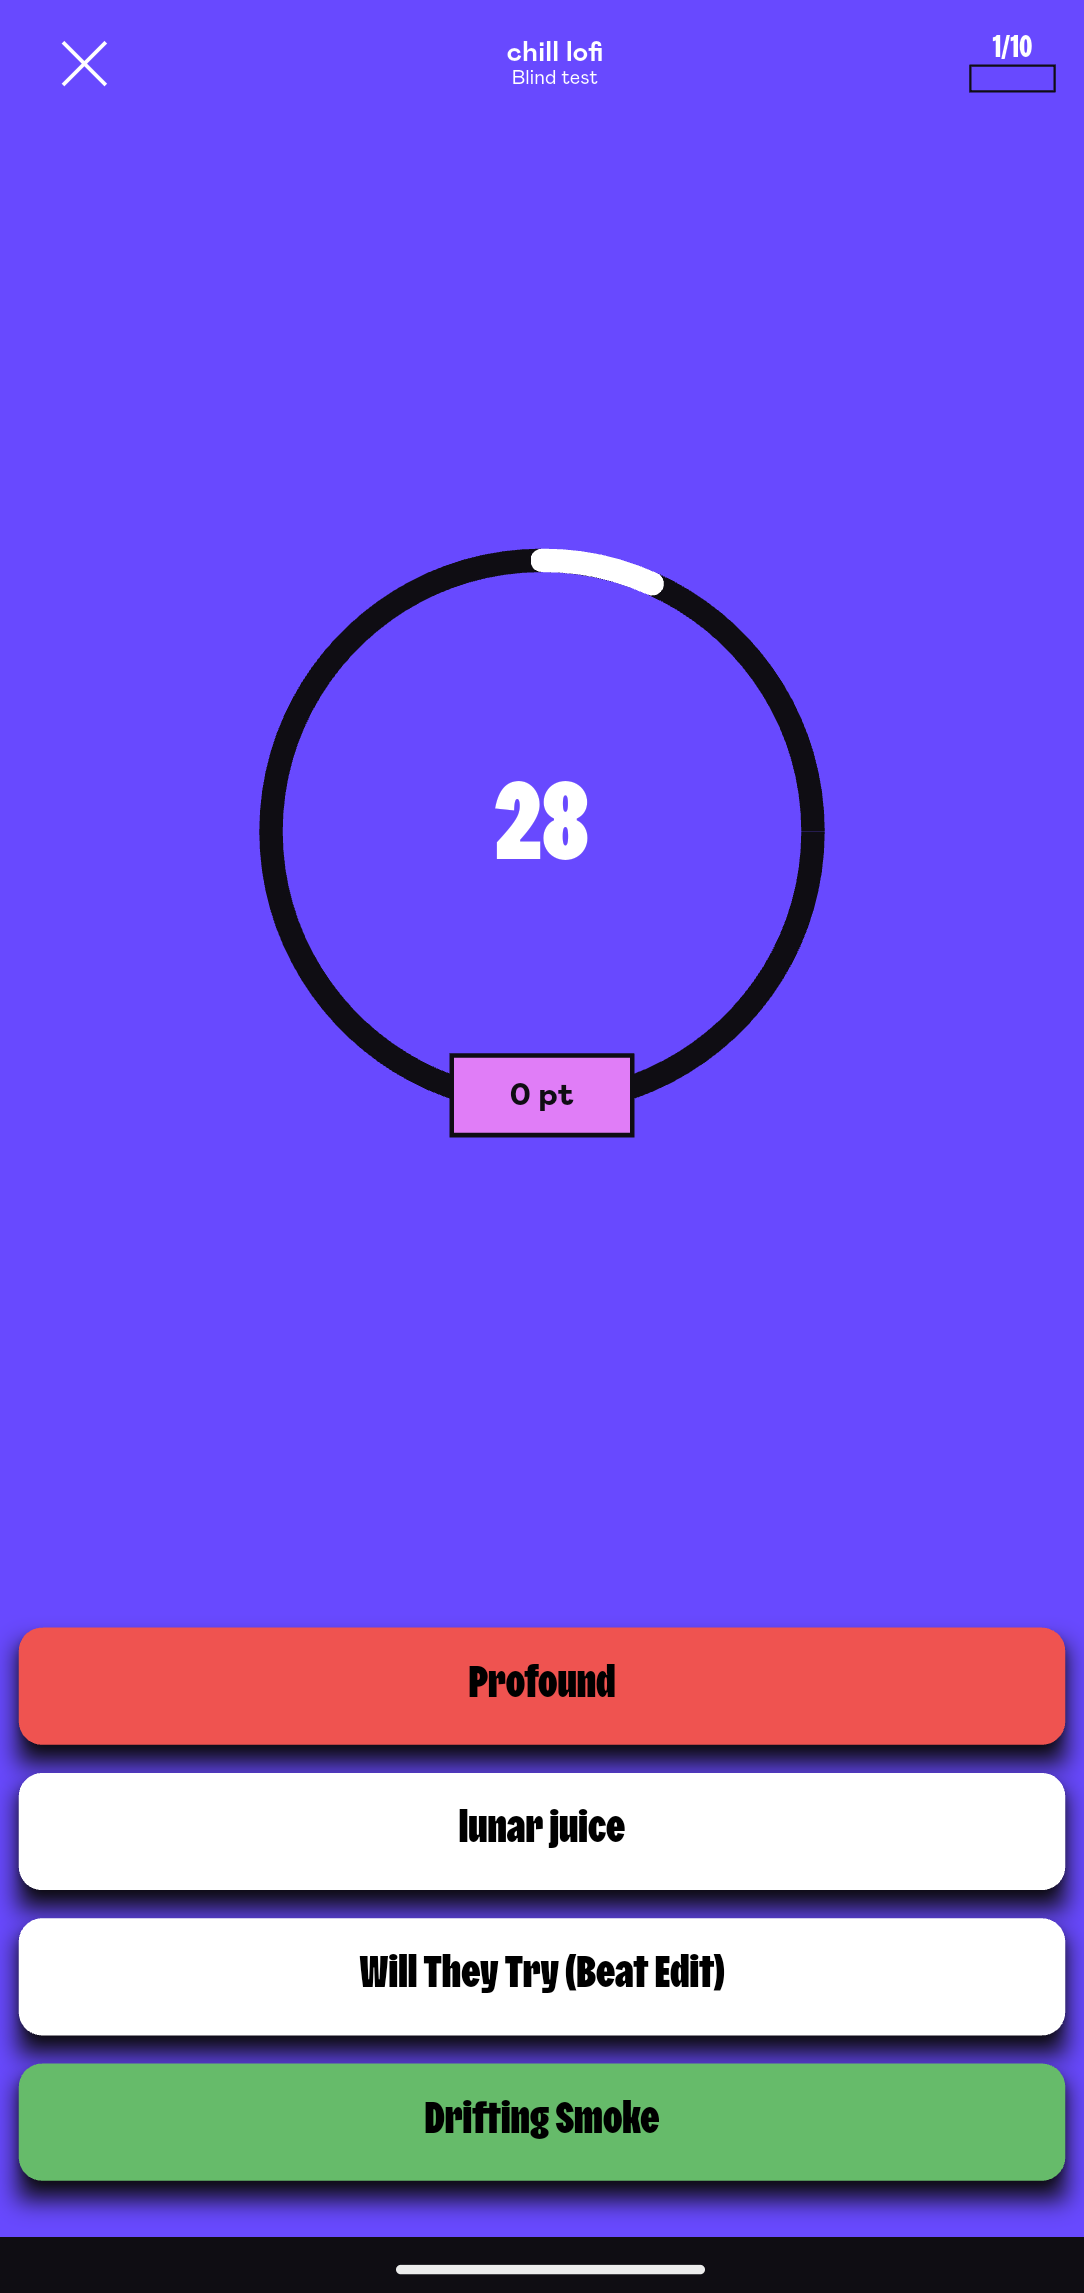 chill lofi
Blind test
1/10
28
0 pt
Profound
lunar juice
Will They Try (Beat Edit)
Drifting Smoke